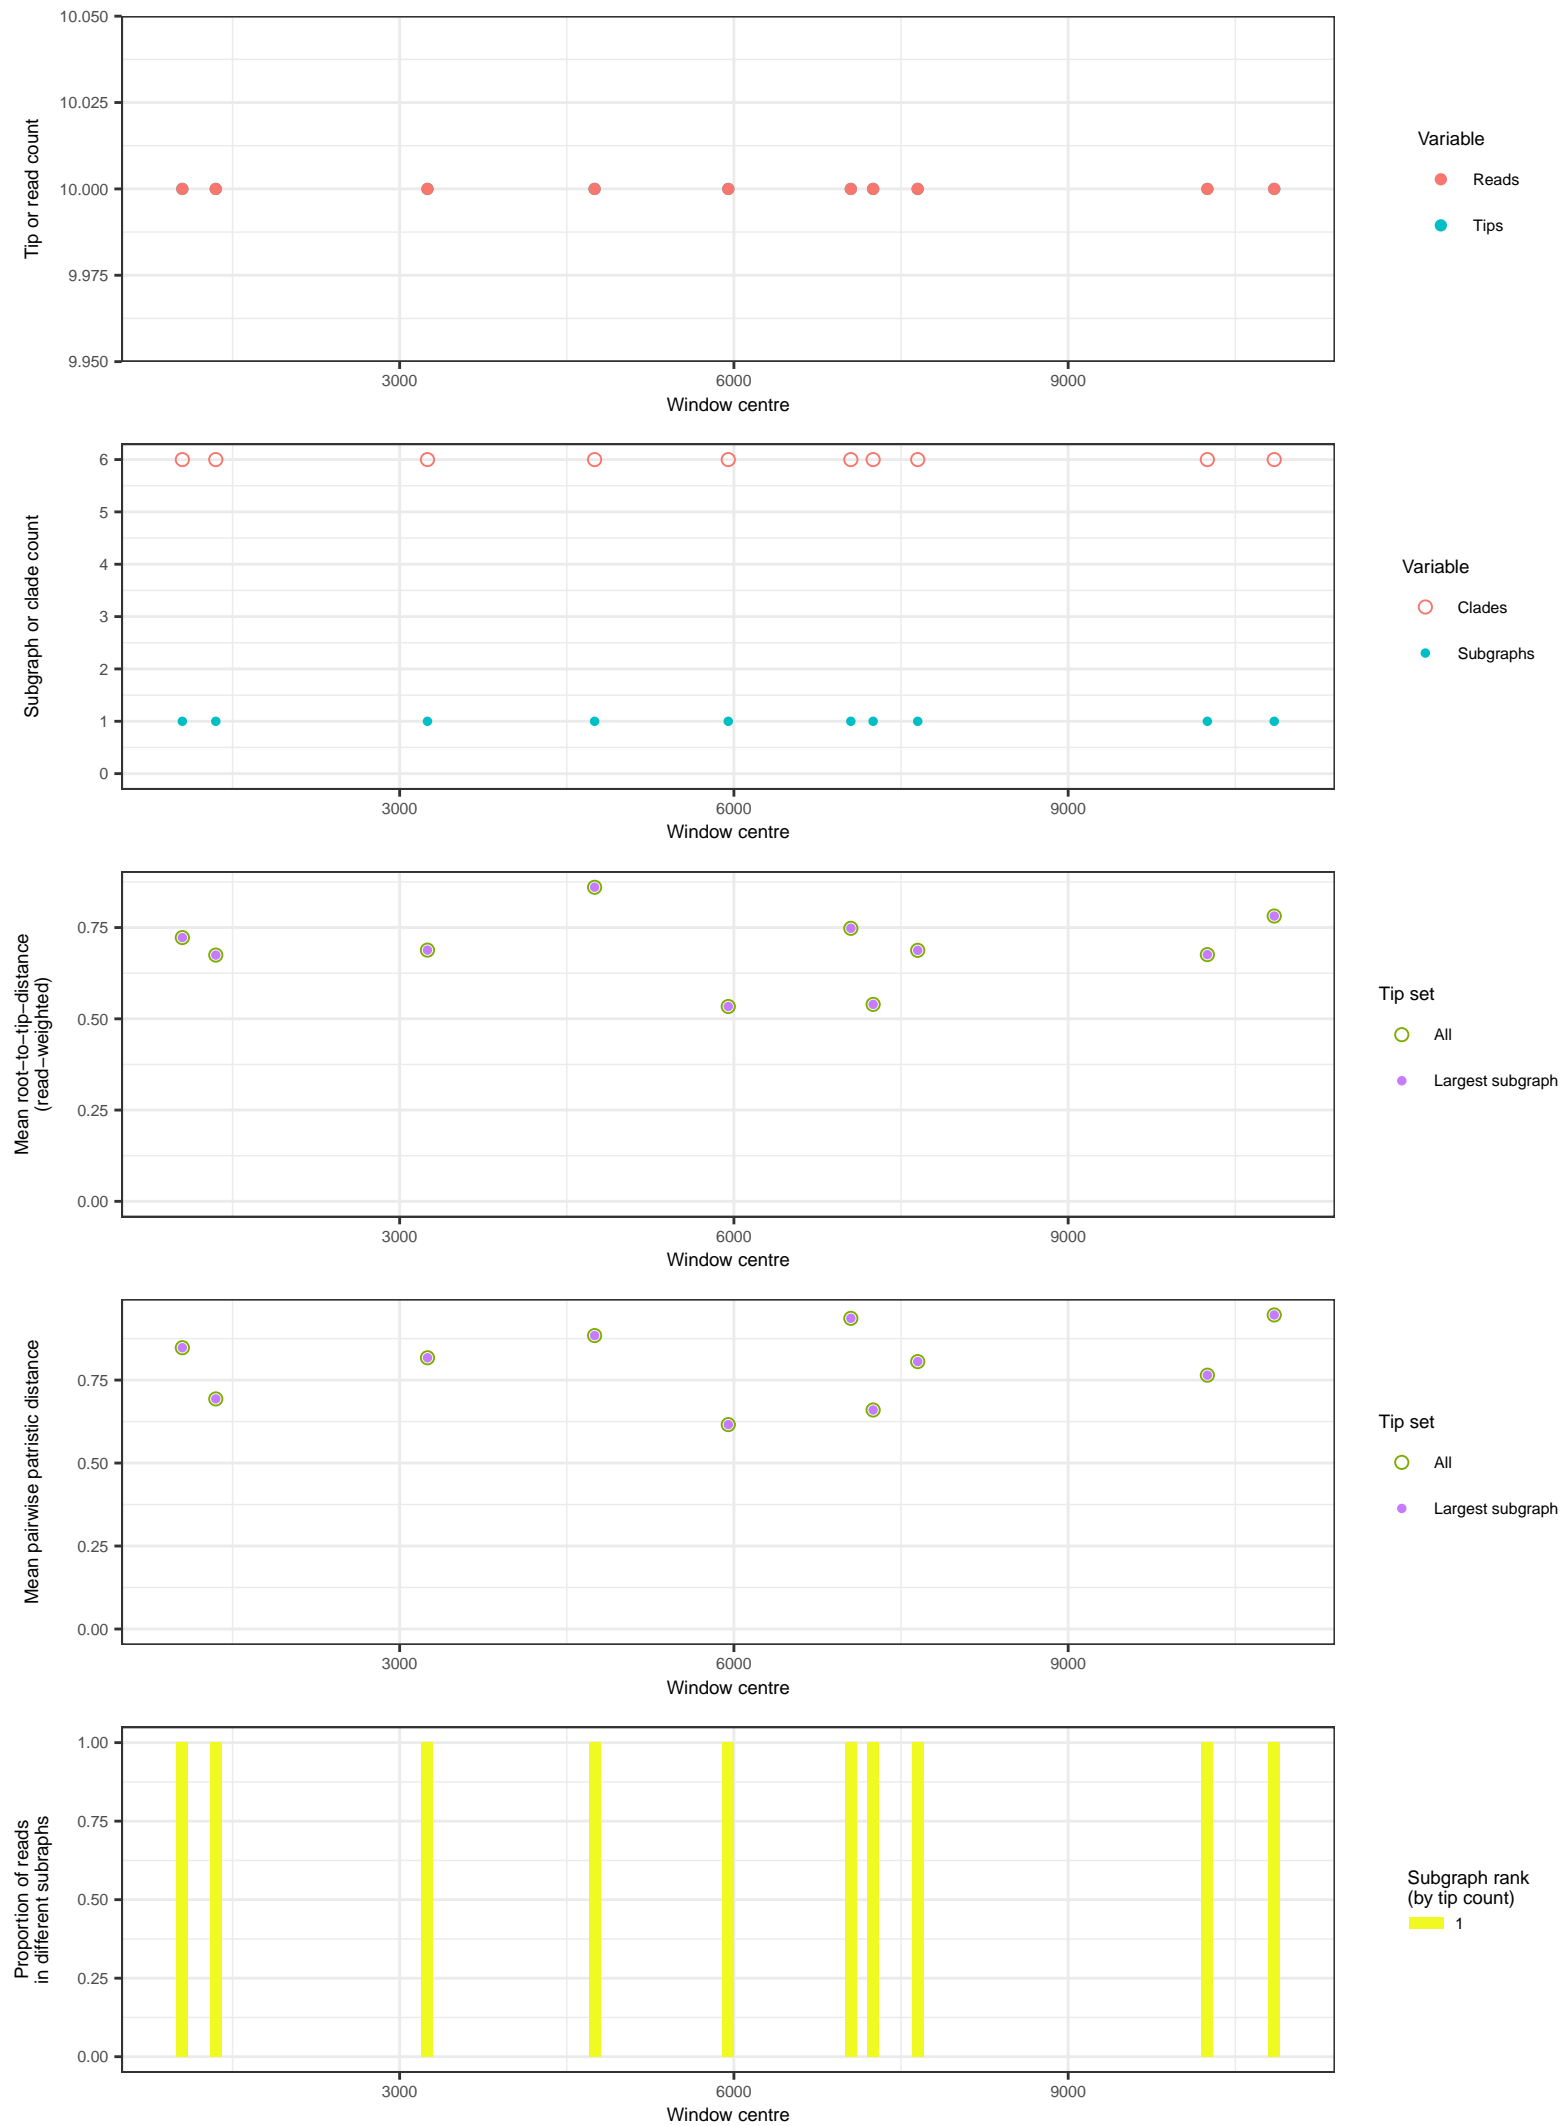 10.050
10.025
10.000
9.975
9.950
Tip or read count
3000
6000
9000
Window centre
Variable
Reads
Tips
6
5
4
3
2
1
0
Subgraph or clade count
3000
6000
9000
Window centre
Variable
Clades
Subgraphs
0.75
0.50
0.25
0.00
Mean root−to−tip−distance
(read−weighted)
3000
6000
9000
Window centre
Tip set
All
Largest subgraph
0.75
0.50
0.25
0.00
Mean pairwise patristic distance
3000
6000
9000
Window centre
Tip set
All
Largest subgraph
1.00
0.75
0.50
0.25
0.00
Proportion of reads
in different subraphs
3000
6000
9000
Window centre
Subgraph rank
(by tip count)
1